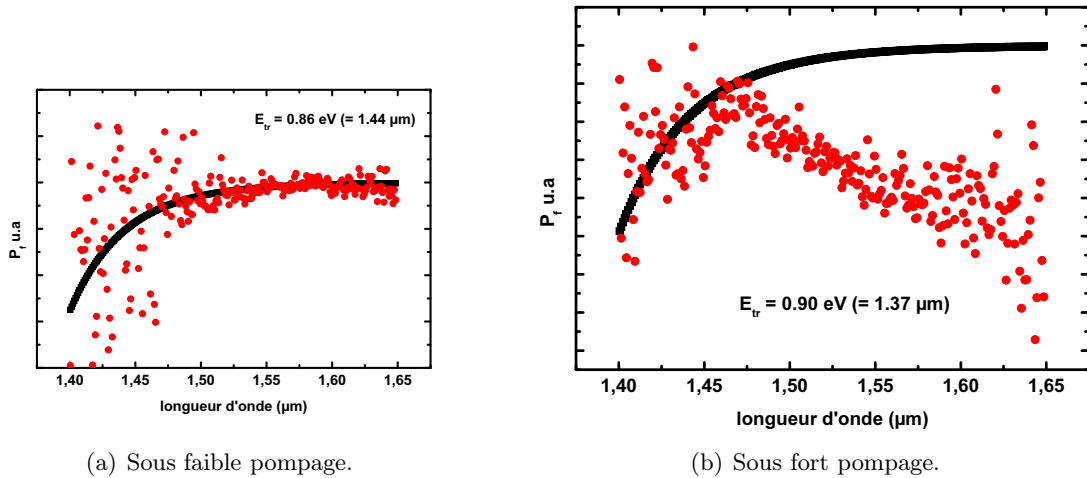 E_tr = 0.86 eV (= 1.44 µm)
P_f u.a
1,40 1,45 1,50 1,55 1,60 1,65
longueur d'onde (µm)
(a) Sous faible pompage.
E_tr = 0.90 eV (= 1.37 µm)
P_f u.a
1,40 1,45 1,50 1,55 1,60 1,65
longueur d'onde (µm)
(b) Sous fort pompage.